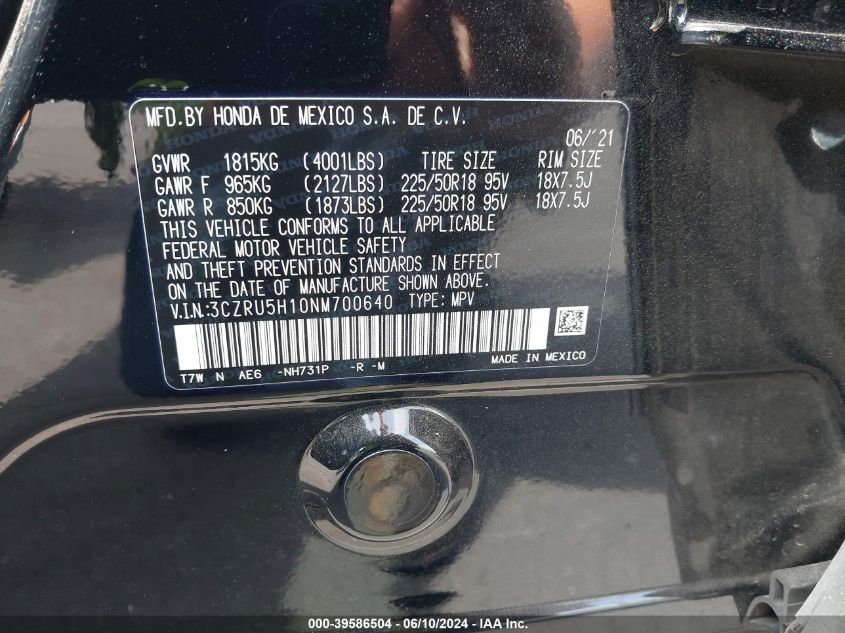 MFD.BY HONDA DE MEXICO S.A. DE C.V.
06/'21
GVWR 1815KG (4001LBS) TIRE SIZE RIM SIZE
GAWR F 965KG (2127LBS) 225/50R18 95V 18X7.5J
GAWR R 850KG (1873LBS) 225/50R18 95V 18X7.5J
THIS VEHICLE CONFORMS TO ALL APPLICABLE
FEDERAL MOTOR VEHICLE SAFETY
AND THEFT PREVENTION STANDARDS IN EFFECT
ON THE DATE OF MANUFACTURE SHOWN ABOVE.
V.I.N:3CZRU5H10NM700640 TYPE: MPV
T7W N AE6 -NH731P -R -M MADE IN MEXICO
000-39586504 - 06/10/2024 - IAA Inc.